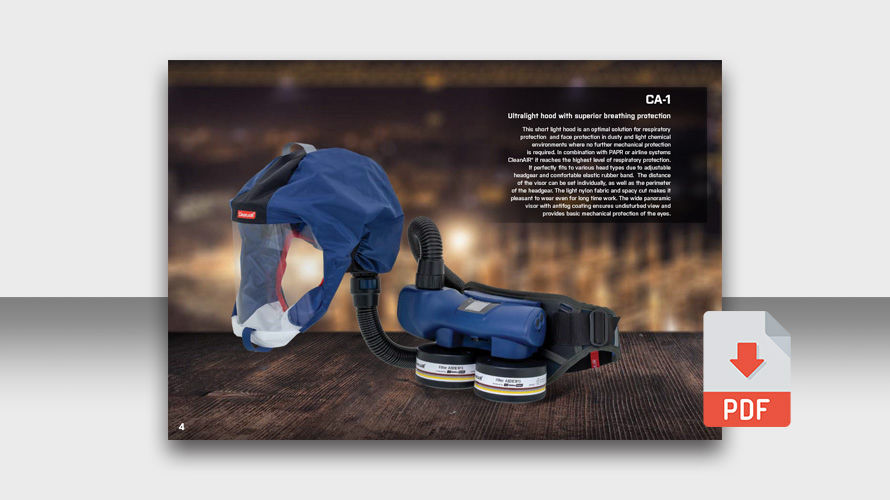 CA-1
Ultralight hood with superior breathing protection
This short light hood is an optimal solution for respiratory
protection and face protection in dusty and light chemical
environments where no further mechanical protection
is required. In combination with PAPR or airline systems
CleanAIR® it reaches the highest level of respiratory protection.
It perfectly fits to various head types due to adjustable
headgear and comfortable elastic rubber band. The distance
of the visor can be set individually, as well as the perimeter
of the headgear. The light nylon fabric and spacy cut makes it
pleasant to wear even for long time work. The wide panoramic
visor with antifog coating ensures undisturbed view and
provides basic mechanical protection of the eyes.
CleanAIR
4
PDF